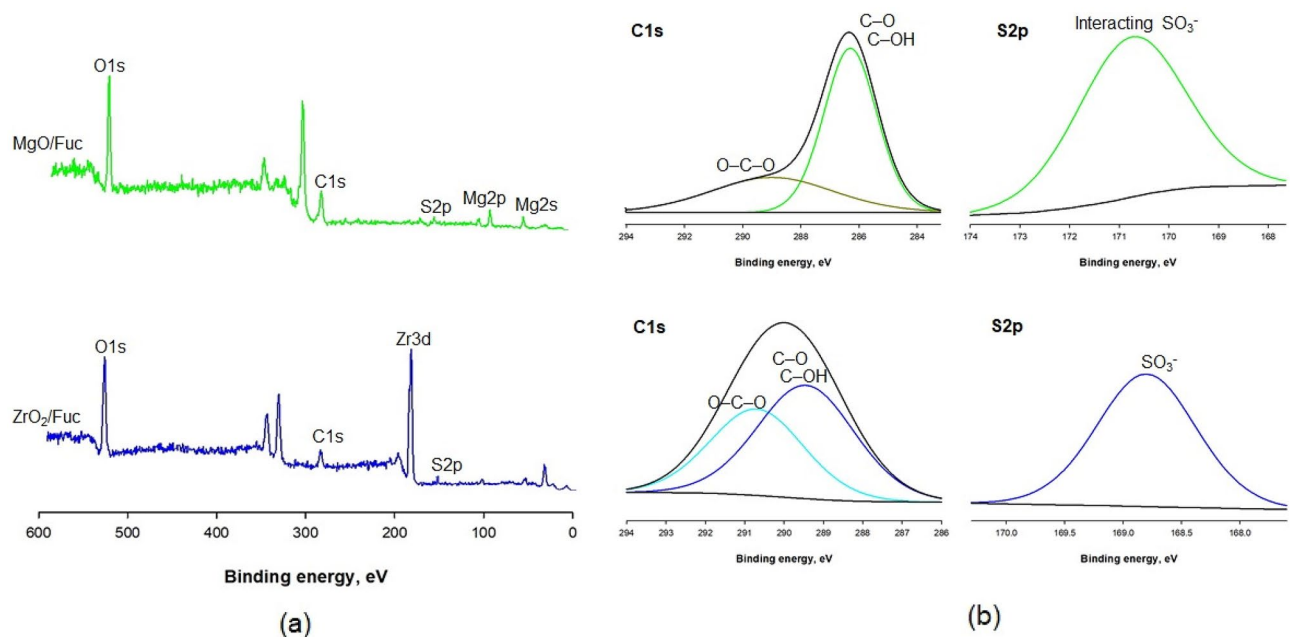 O1s
MgO/Fuc
C1s
S2p
Mg2p
Mg2s
O1s
Zr3d
ZrO₂/Fuc
C1s
S2p
600 500 400 300 200 100 0
Binding energy, eV
(a)
C1s
C–O
C–OH
O–C–O
294 292 290 288 286 284
Binding energy, eV
S2p
Interacting SO₃⁻
174 173 172 171 170 169 168
Binding energy, eV
C1s
C–O
C–OH
O–C–O
294 293 292 291 290 289 288 287 286
Binding energy, eV
S2p
SO₃⁻
170.0 169.5 169.0 168.5 168.0
Binding energy, eV
(b)